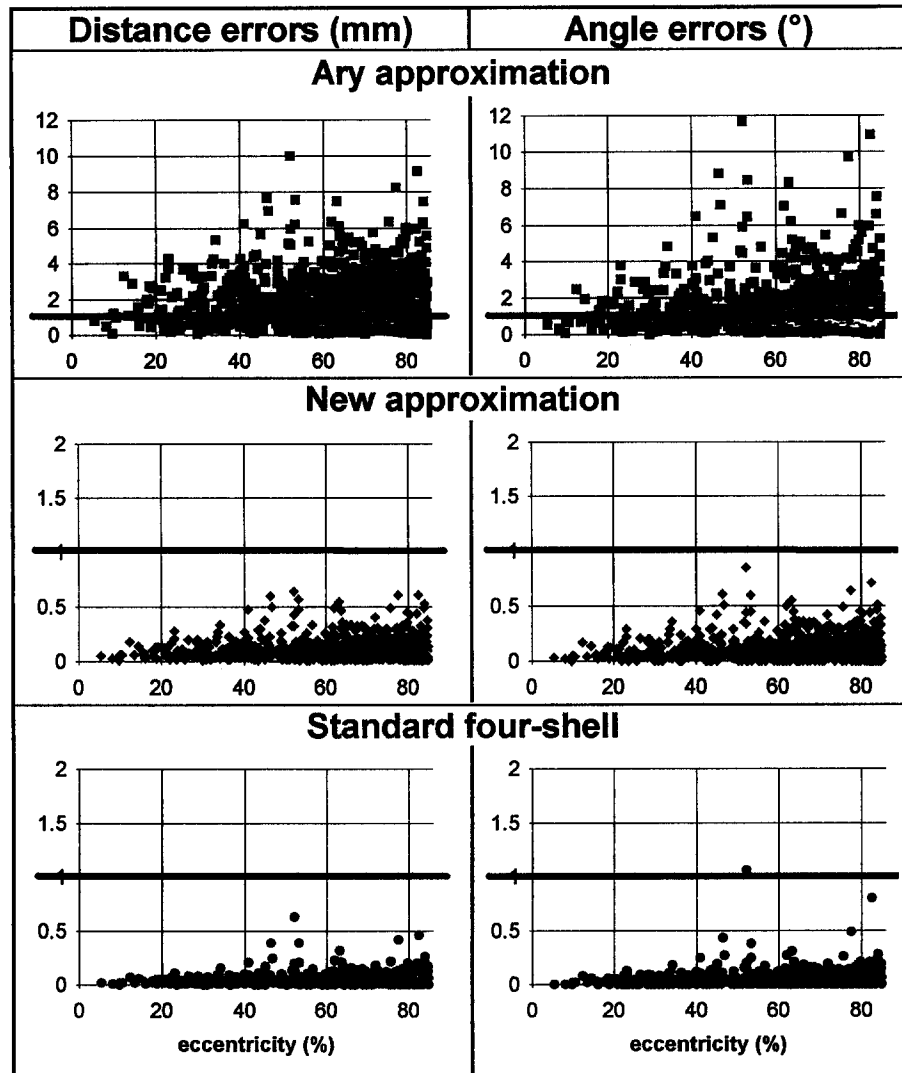 Distance errors (mm) Angle errors (°)
Ary approximation
12 12
10 10
8 8
6 6
4 4
2 2
0 0
0 20 40 60 80 0 20 40 60 80
New approximation
2 2
1.5 1.5
1 1
0.5 0.5
0 0
0 20 40 60 80 0 20 40 60 80
Standard four-shell
2 2
1.5 1.5
1 1
0.5 0.5
0 0
0 20 40 60 80 0 20 40 60 80
eccentricity (%) eccentricity (%)